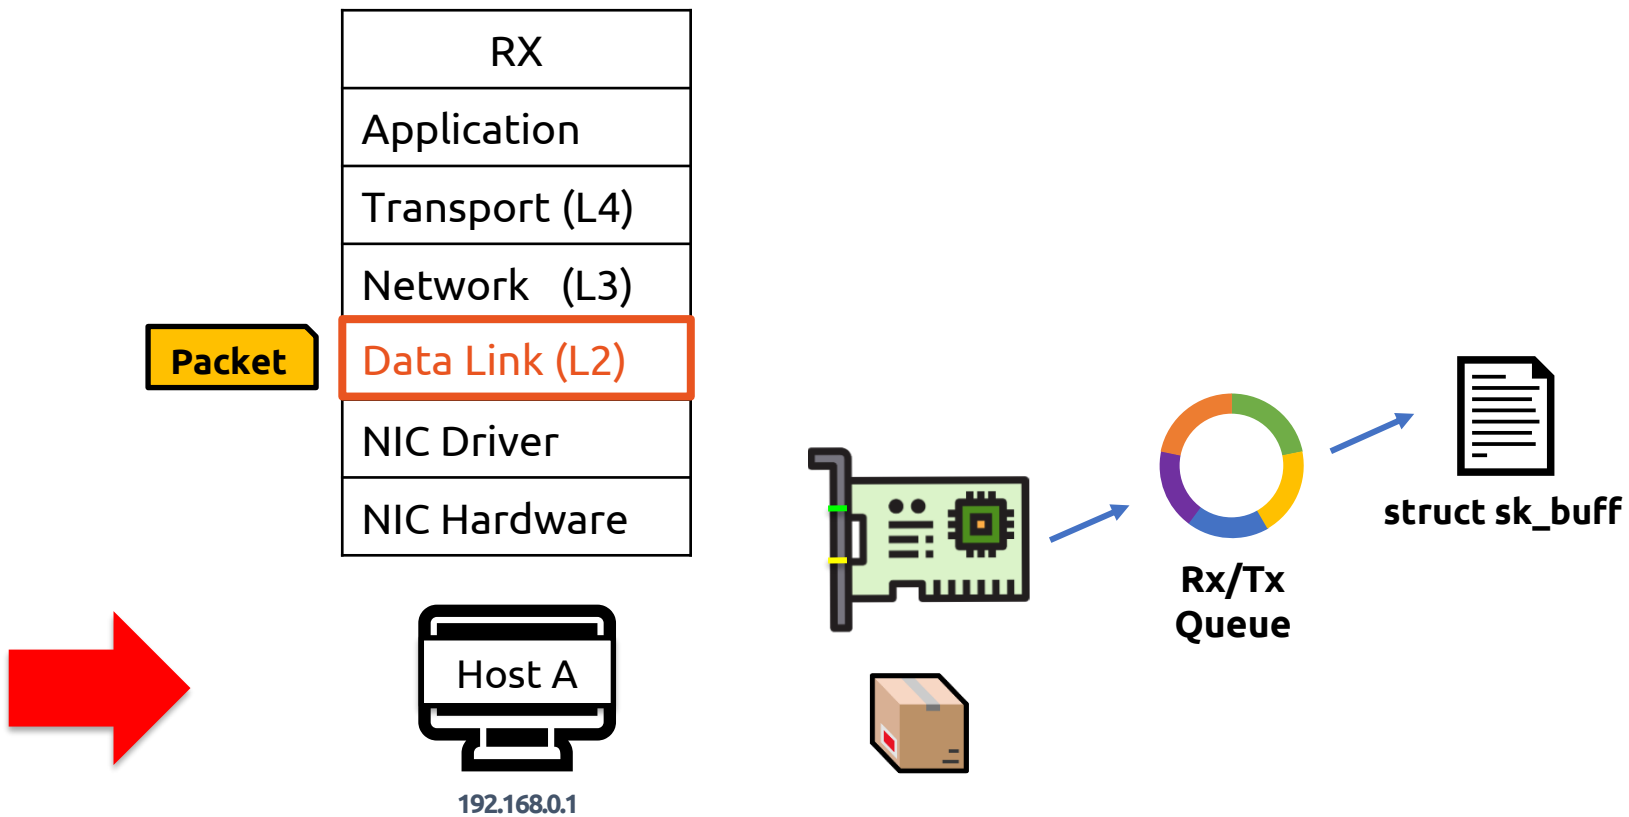 RX
Application
Transport (L4)
Network (L3)
Packet
Data Link (L2)
NIC Driver
NIC Hardware
Host A
192.168.0.1
Rx/Tx
Queue
struct sk_buff